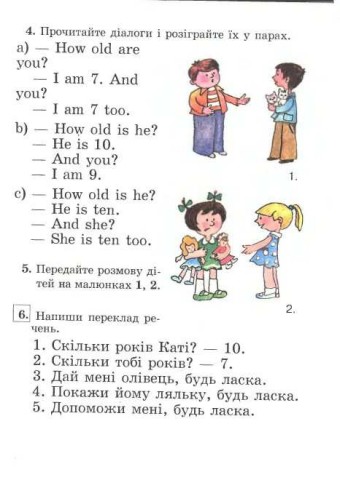 4. Прочитайте діалоги і розіграйте їх у парах.
a) — How old are
you?
— I am 7. And
you?
— I am 7 too.
b) — How old is he?
— He is 10.
— And you?
— I am 9.
1.
c) — How old is he?
— He is ten.
— And she?
— She is ten too.
5. Передайте розмову ді-
тей на малюнках 1, 2.
2.
6. Напиши переклад ре-
чень.
1. Скільки років Каті? — 10.
2. Скільки тобі років? — 7.
3. Дай мені олівець, будь ласка.
4. Покажи йому ляльку, будь ласка.
5. Допоможи мені, будь ласка.